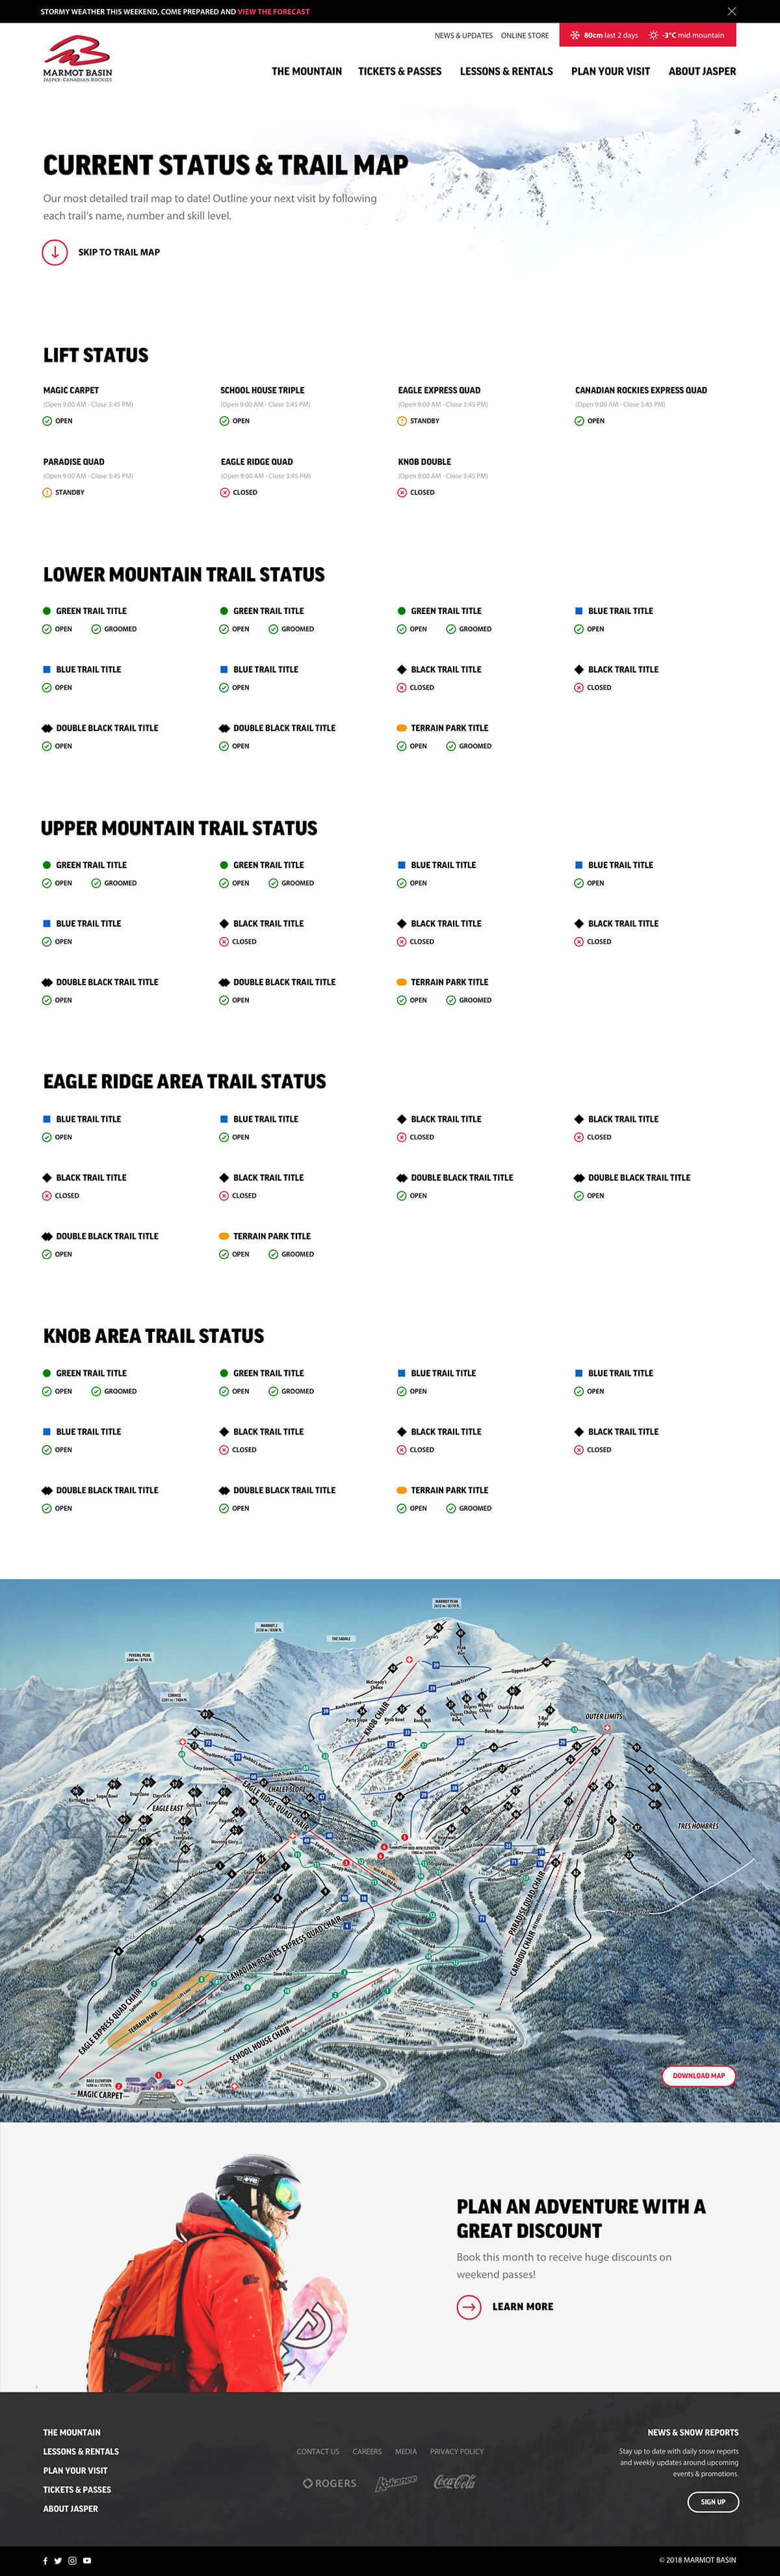 STORMY WEATHER THIS WEEKEND, COME PREPARED AND VIEW THE FORECAST
NEWS & UPDATES ONLINE STORE 80cm last 2 days -3°C mid mountain
MARMOT BASIN
JASPER·CANADIAN ROCKIES
THE MOUNTAIN TICKETS & PASSES LESSONS & RENTALS PLAN YOUR VISIT ABOUT JASPER
CURRENT STATUS & TRAIL MAP
Our most detailed trail map to date! Outline your next visit by following
each trail's name, number and skill level.
SKIP TO TRAIL MAP
LIFT STATUS
MAGIC CARPET SCHOOL HOUSE TRIPLE EAGLE EXPRESS QUAD CANADIAN ROCKIES EXPRESS QUAD
(Open 9:00 AM - Close 3:45 PM) (Open 9:00 AM - Close 3:45 PM) (Open 9:00 AM - Close 3:45 PM) (Open 9:00 AM - Close 3:45 PM)
OPEN OPEN STANDBY OPEN
PARADISE QUAD EAGLE RIDGE QUAD KNOB DOUBLE
(Open 9:00 AM - Close 3:45 PM) (Open 9:00 AM - Close 3:45 PM) (Open 9:00 AM - Close 3:45 PM)
STANDBY CLOSED CLOSED
LOWER MOUNTAIN TRAIL STATUS
GREEN TRAIL TITLE GREEN TRAIL TITLE GREEN TRAIL TITLE BLUE TRAIL TITLE
OPEN GROOMED OPEN GROOMED OPEN GROOMED OPEN
BLUE TRAIL TITLE BLUE TRAIL TITLE BLACK TRAIL TITLE BLACK TRAIL TITLE
OPEN OPEN CLOSED CLOSED
DOUBLE BLACK TRAIL TITLE DOUBLE BLACK TRAIL TITLE TERRAIN PARK TITLE
OPEN OPEN OPEN GROOMED
UPPER MOUNTAIN TRAIL STATUS
GREEN TRAIL TITLE GREEN TRAIL TITLE BLUE TRAIL TITLE BLUE TRAIL TITLE
OPEN GROOMED OPEN GROOMED OPEN OPEN
BLUE TRAIL TITLE BLACK TRAIL TITLE BLACK TRAIL TITLE BLACK TRAIL TITLE
OPEN CLOSED CLOSED CLOSED
DOUBLE BLACK TRAIL TITLE DOUBLE BLACK TRAIL TITLE TERRAIN PARK TITLE
OPEN OPEN OPEN GROOMED
EAGLE RIDGE AREA TRAIL STATUS
BLUE TRAIL TITLE BLUE TRAIL TITLE BLACK TRAIL TITLE BLACK TRAIL TITLE
OPEN OPEN CLOSED CLOSED
BLACK TRAIL TITLE BLACK TRAIL TITLE DOUBLE BLACK TRAIL TITLE DOUBLE BLACK TRAIL TITLE
CLOSED CLOSED OPEN OPEN
DOUBLE BLACK TRAIL TITLE TERRAIN PARK TITLE
OPEN OPEN GROOMED
KNOB AREA TRAIL STATUS
GREEN TRAIL TITLE GREEN TRAIL TITLE BLUE TRAIL TITLE BLUE TRAIL TITLE
OPEN GROOMED OPEN GROOMED OPEN OPEN
BLUE TRAIL TITLE BLACK TRAIL TITLE BLACK TRAIL TITLE BLACK TRAIL TITLE
OPEN CLOSED CLOSED CLOSED
DOUBLE BLACK TRAIL TITLE DOUBLE BLACK TRAIL TITLE TERRAIN PARK TITLE
OPEN OPEN OPEN GROOMED
MARMOT PEAK
MARMOT 2
THE SADDLE
PEVERIL PEAK
CORNICE
KNOB CHAIR
OUTER LIMITS
CHALET SLOPE
EAGLE RIDGE QUAD CHAIR
EAGLE EAST
TRES HOMBRES
PARADISE QUAD CHAIR
CARIBOU CHAIR
CANADIAN ROCKIES EXPRESS QUAD CHAIR
EAGLE EXPRESS QUAD CHAIR
TERRAIN PARK
SCHOOL HOUSE CHAIR
BASE ELEVATION
MAGIC CARPET
DOWNLOAD MAP
PLAN AN ADVENTURE WITH A
GREAT DISCOUNT
Book this month to receive huge discounts on
weekend passes!
LEARN MORE
THE MOUNTAIN
LESSONS & RENTALS
PLAN YOUR VISIT
TICKETS & PASSES
ABOUT JASPER
CONTACT US CAREERS MEDIA PRIVACY POLICY
ROGERS Kokanee Coca-Cola
NEWS & SNOW REPORTS
Stay up to date with daily snow reports
and weekly updates around upcoming
events & promotions.
SIGN UP
© 2018 MARMOT BASIN